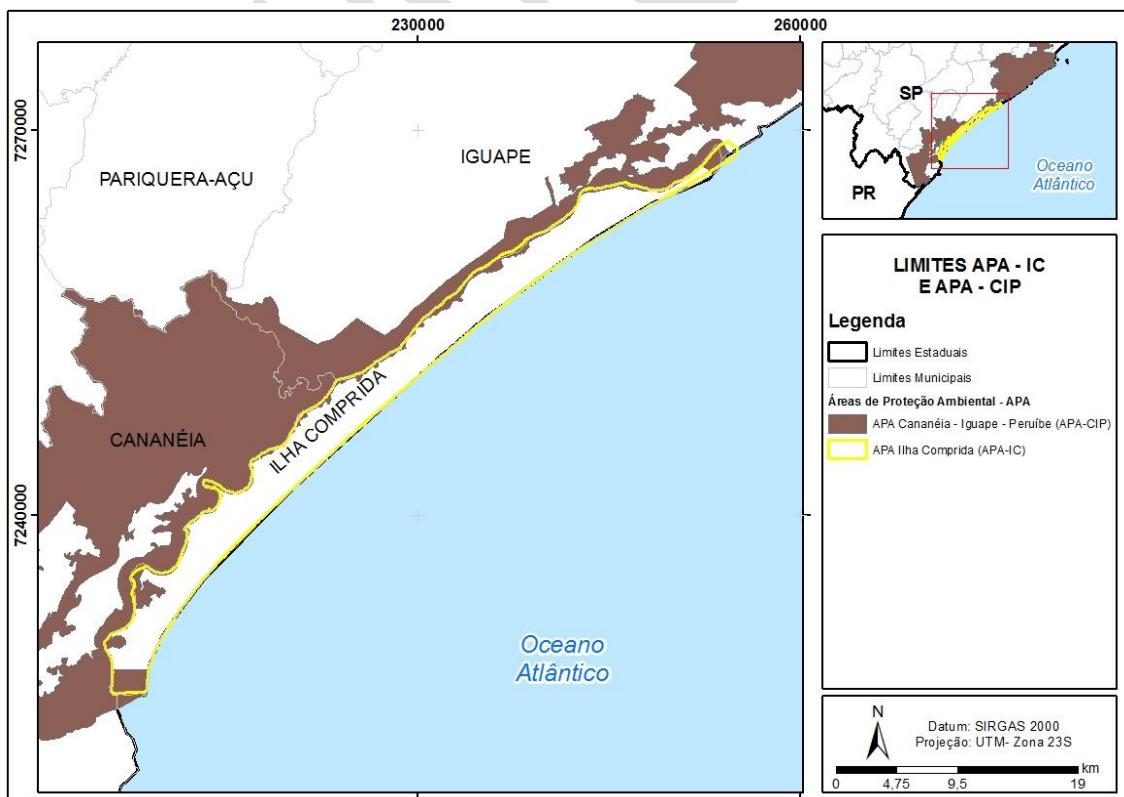 230000
260000
7270000
7240000
PARIQUERA-AÇU
IGUAPE
CANANÉIA
ILHA COMPRIDA
Oceano
Atlântico
SP
PR
Oceano
Atlântico
LIMITES APA - IC
E APA - CIP
Legenda
Limites Estaduais
Limites Municipais
Áreas de Proteção Ambiental - APA
APA Cananéia - Iguape - Peruíbe (APA-CIP)
APA Ilha Comprida (APA-IC)
N
Datum: SIRGAS 2000
Projeção: UTM- Zona 23S
km
0 4,75 9,5 19